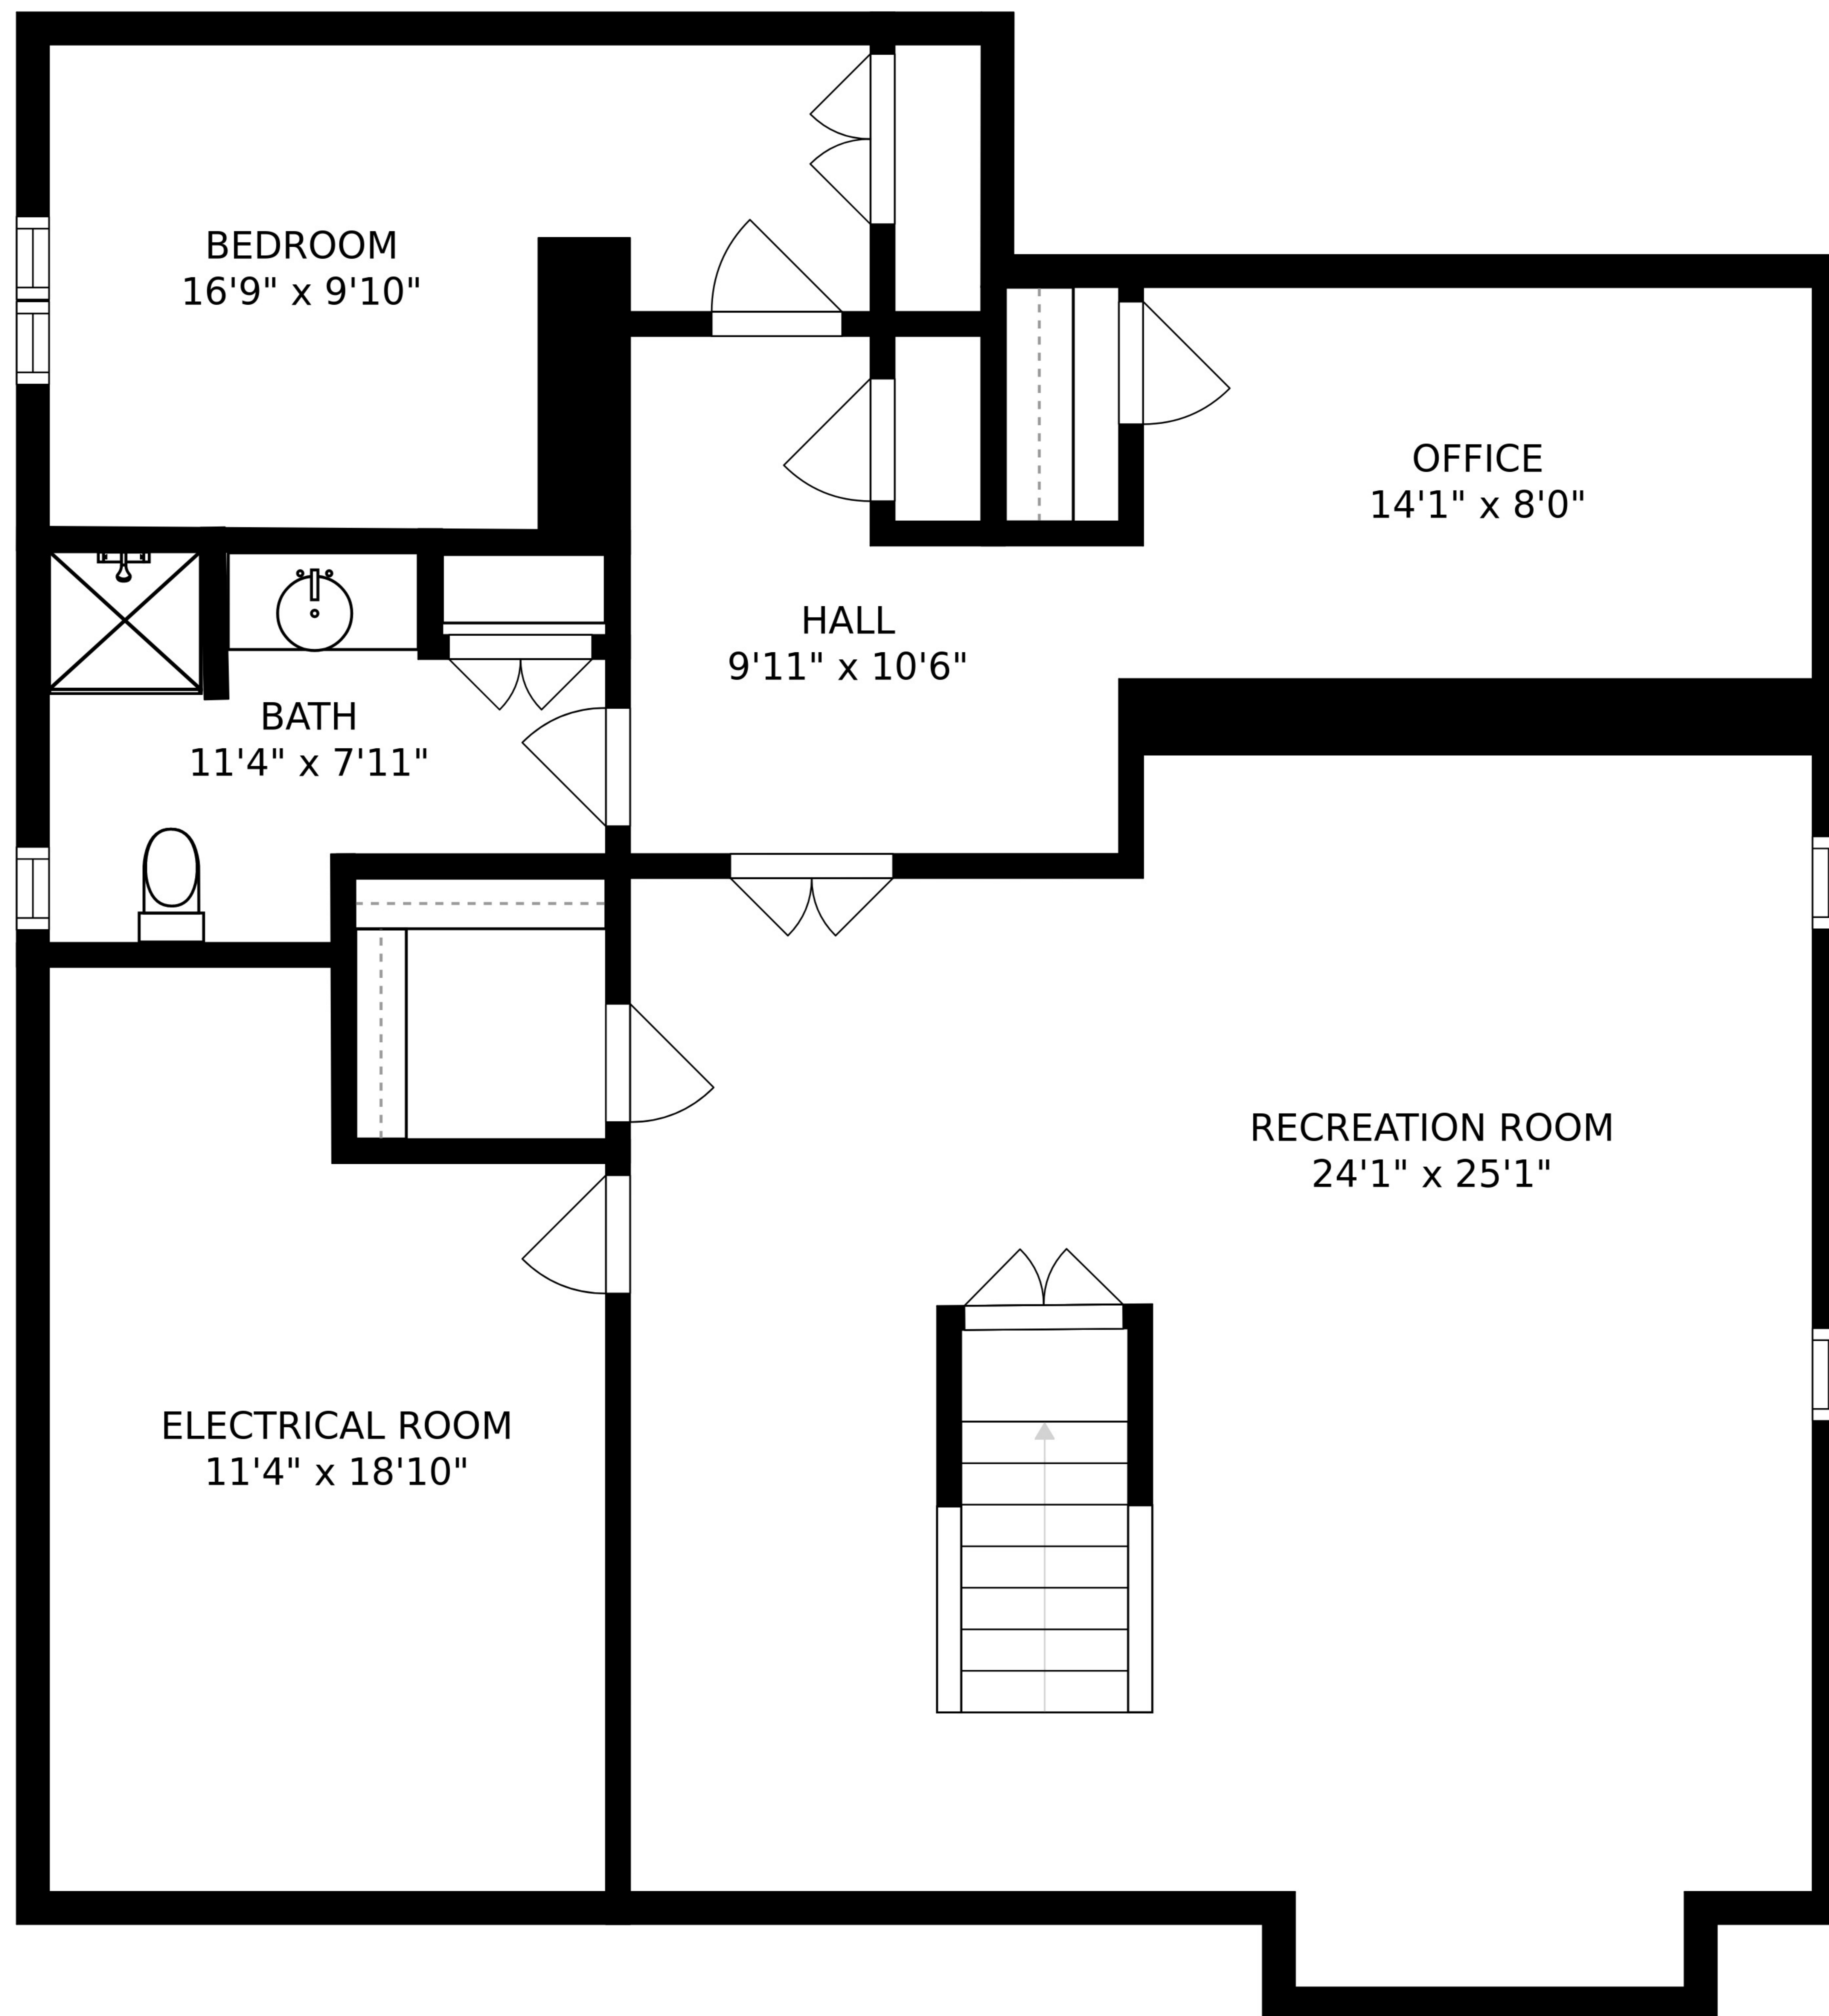 BEDROOM
16'9" x 9'10"
OFFICE
14'1" x 8'0"
HALL
9'11" x 10'6"
BATH
11'4" x 7'11"
RECREATION ROOM
24'1" x 25'1"
ELECTRICAL ROOM
11'4" x 18'10"